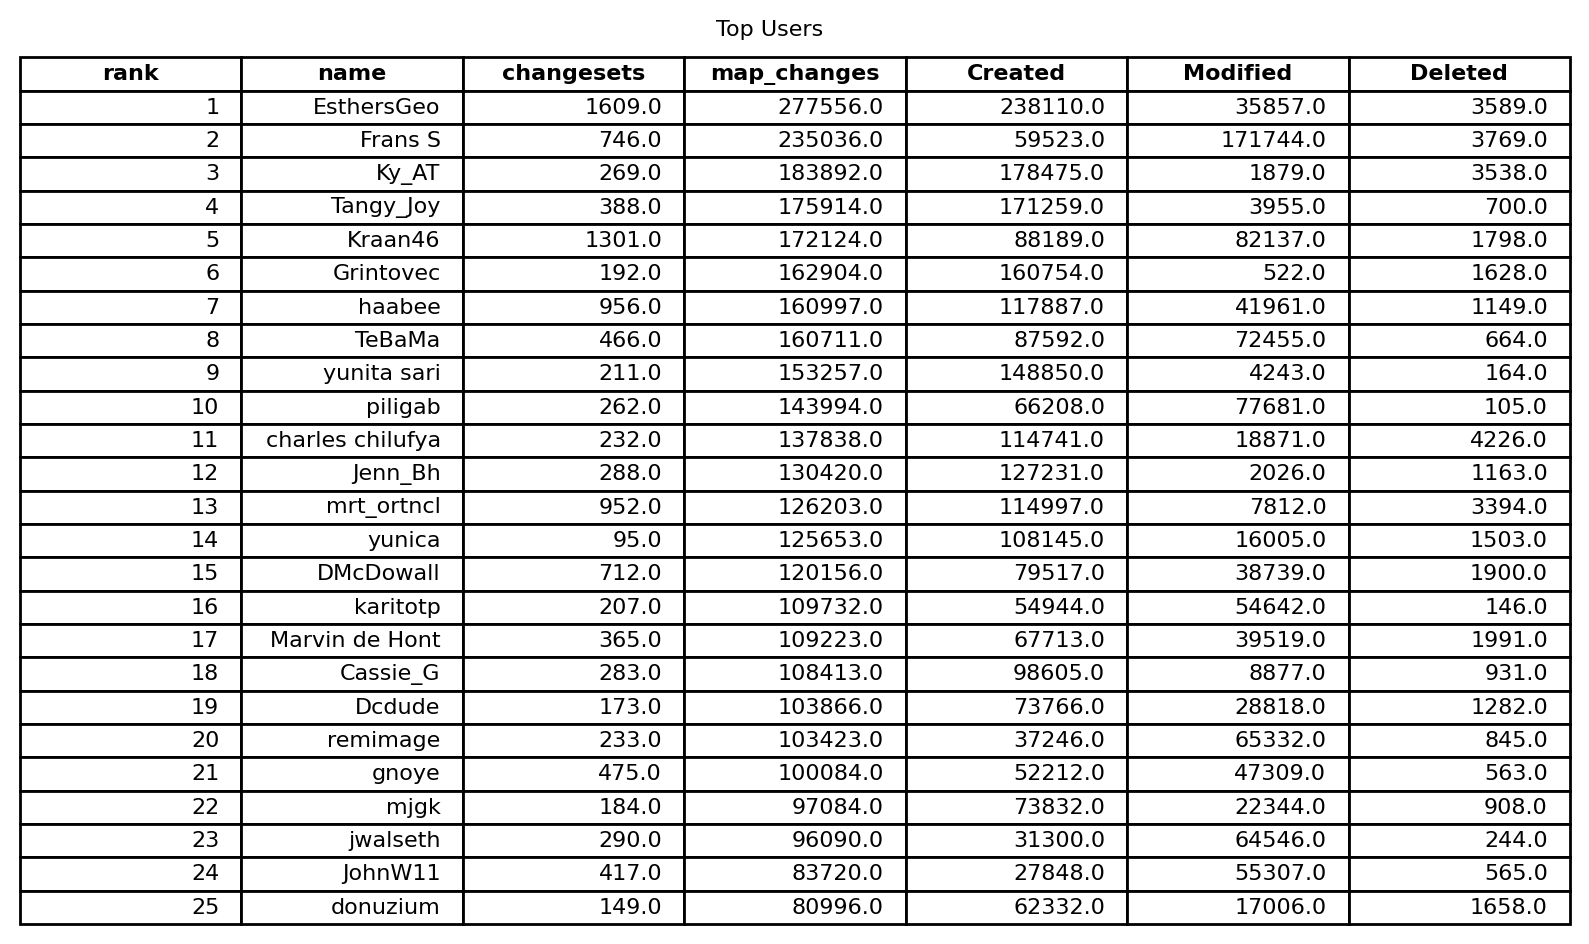 Top Users
rank name changesets map_changes Created Modified Deleted
1 EsthersGeo 1609.0 277556.0 238110.0 35857.0 3589.0
2 Frans S 746.0 235036.0 59523.0 171744.0 3769.0
3 Ky_AT 269.0 183892.0 178475.0 1879.0 3538.0
4 Tangy_Joy 388.0 175914.0 171259.0 3955.0 700.0
5 Kraan46 1301.0 172124.0 88189.0 82137.0 1798.0
6 Grintovec 192.0 162904.0 160754.0 522.0 1628.0
7 haabee 956.0 160997.0 117887.0 41961.0 1149.0
8 TeBaMa 466.0 160711.0 87592.0 72455.0 664.0
9 yunita sari 211.0 153257.0 148850.0 4243.0 164.0
10 piligab 262.0 143994.0 66208.0 77681.0 105.0
11 charles chilufya 232.0 137838.0 114741.0 18871.0 4226.0
12 Jenn_Bh 288.0 130420.0 127231.0 2026.0 1163.0
13 mrt_ortncl 952.0 126203.0 114997.0 7812.0 3394.0
14 yunica 95.0 125653.0 108145.0 16005.0 1503.0
15 DMcDowall 712.0 120156.0 79517.0 38739.0 1900.0
16 karitotp 207.0 109732.0 54944.0 54642.0 146.0
17 Marvin de Hont 365.0 109223.0 67713.0 39519.0 1991.0
18 Cassie_G 283.0 108413.0 98605.0 8877.0 931.0
19 Dcdude 173.0 103866.0 73766.0 28818.0 1282.0
20 remimage 233.0 103423.0 37246.0 65332.0 845.0
21 gnoye 475.0 100084.0 52212.0 47309.0 563.0
22 mjgk 184.0 97084.0 73832.0 22344.0 908.0
23 jwalseth 290.0 96090.0 31300.0 64546.0 244.0
24 JohnW11 417.0 83720.0 27848.0 55307.0 565.0
25 donuzium 149.0 80996.0 62332.0 17006.0 1658.0